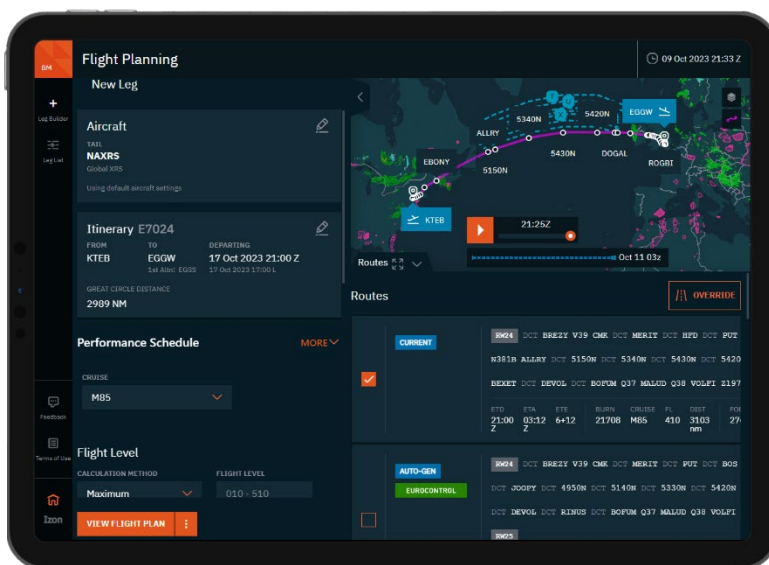 BM
Flight Planning
09 Oct 2023 21:33 Z
Leg Builder
Leg List
Feedback
Terms of Use
Izon
New Leg
Aircraft
TAIL
NAXRS
Global XRS
Using default aircraft settings
Itinerary E7024
FROM TO DEPARTING
KTEB EGGW 17 Oct 2023 21:00 Z
1st Altn: EGSS 17 Oct 2023 17:00 L
GREAT CIRCLE DISTANCE
2989 NM
Performance Schedule MORE
CRUISE
M85
Flight Level
CALCULATION METHOD FLIGHT LEVEL
Maximum 010 - 510
VIEW FLIGHT PLAN
5340N
5420N
EGGW
ALLRY
EBONY
5150N
5430N
DOGAL
ROGBI
KTEB
21:25Z
Oct 11 03z
Routes
Routes
OVERRIDE
CURRENT
RW24 DCT BREZY V39 CMK DCT MERIT DCT HFD DCT PUT
N381B ALLRY DCT 5150N DCT 5340N DCT 5430N DCT 5420
BEXET DCT DEVOL DCT BOFUM Q37 MALUD Q38 VOLFI Z197
ETD ETA ETE BURN CRUISE FL DIST
21:00 Z 03:12 Z 6+12 21708 M85 410 3103 nm
AUTO-GEN
EUROCONTROL
RW24 DCT BREZY V39 CMK DCT MERIT DCT PUT DCT BOS
DCT JOOPY DCT 4950N DCT 5140N DCT 5330N DCT 5420N
DCT DEVOL DCT RINUS DCT BOFUM Q37 MALUD Q38 VOLFI
RW25